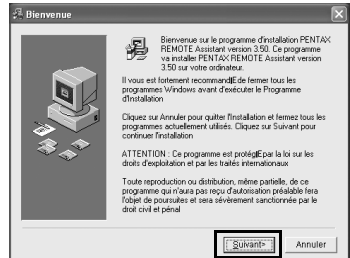 Bienvenue
Bienvenue sur le programme d'installation PENTAX
REMOTE Assistant version 3.50. Ce programme
va installer PENTAX REMOTE Assistant version
3.50 sur votre ordinateur.
Il vous est fortement recommandÉde fermer tous les
programmes Windows avant d'exécuter le Programme
d'Installation
Cliquez sur Annuler pour quitter l'Installation et fermez tous les
programmes actuellement utilisés. Cliquez sur Suivant pour
continuer l'Installation
ATTENTION : Ce programme est protégÉpar la loi sur les
droits d'exploitation et par les traités internationaux
Toute reproduction ou distribution, même partielle, de ce
programme qui n'aura pas reçu d'autorisation préalable fera
l'objet de poursuites et sera sévèrement sanctionnée par le
droit civil et pénal
Suivant> Annuler